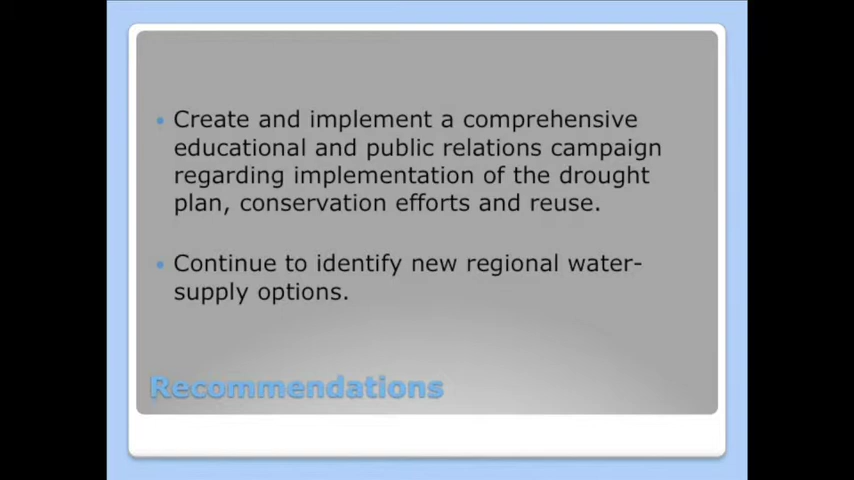 Create and implement a comprehensive
educational and public relations campaign
regarding implementation of the drought
plan, conservation efforts and reuse.
Continue to identify new regional water-
supply options.
Recommendations